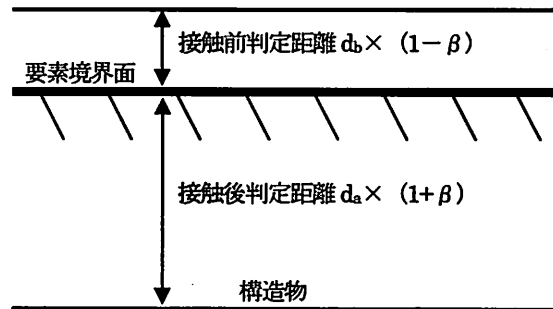 接触前判定距離 db× (1－β)
要素境界面
接触後判定距離 da× (1+β)
構造物